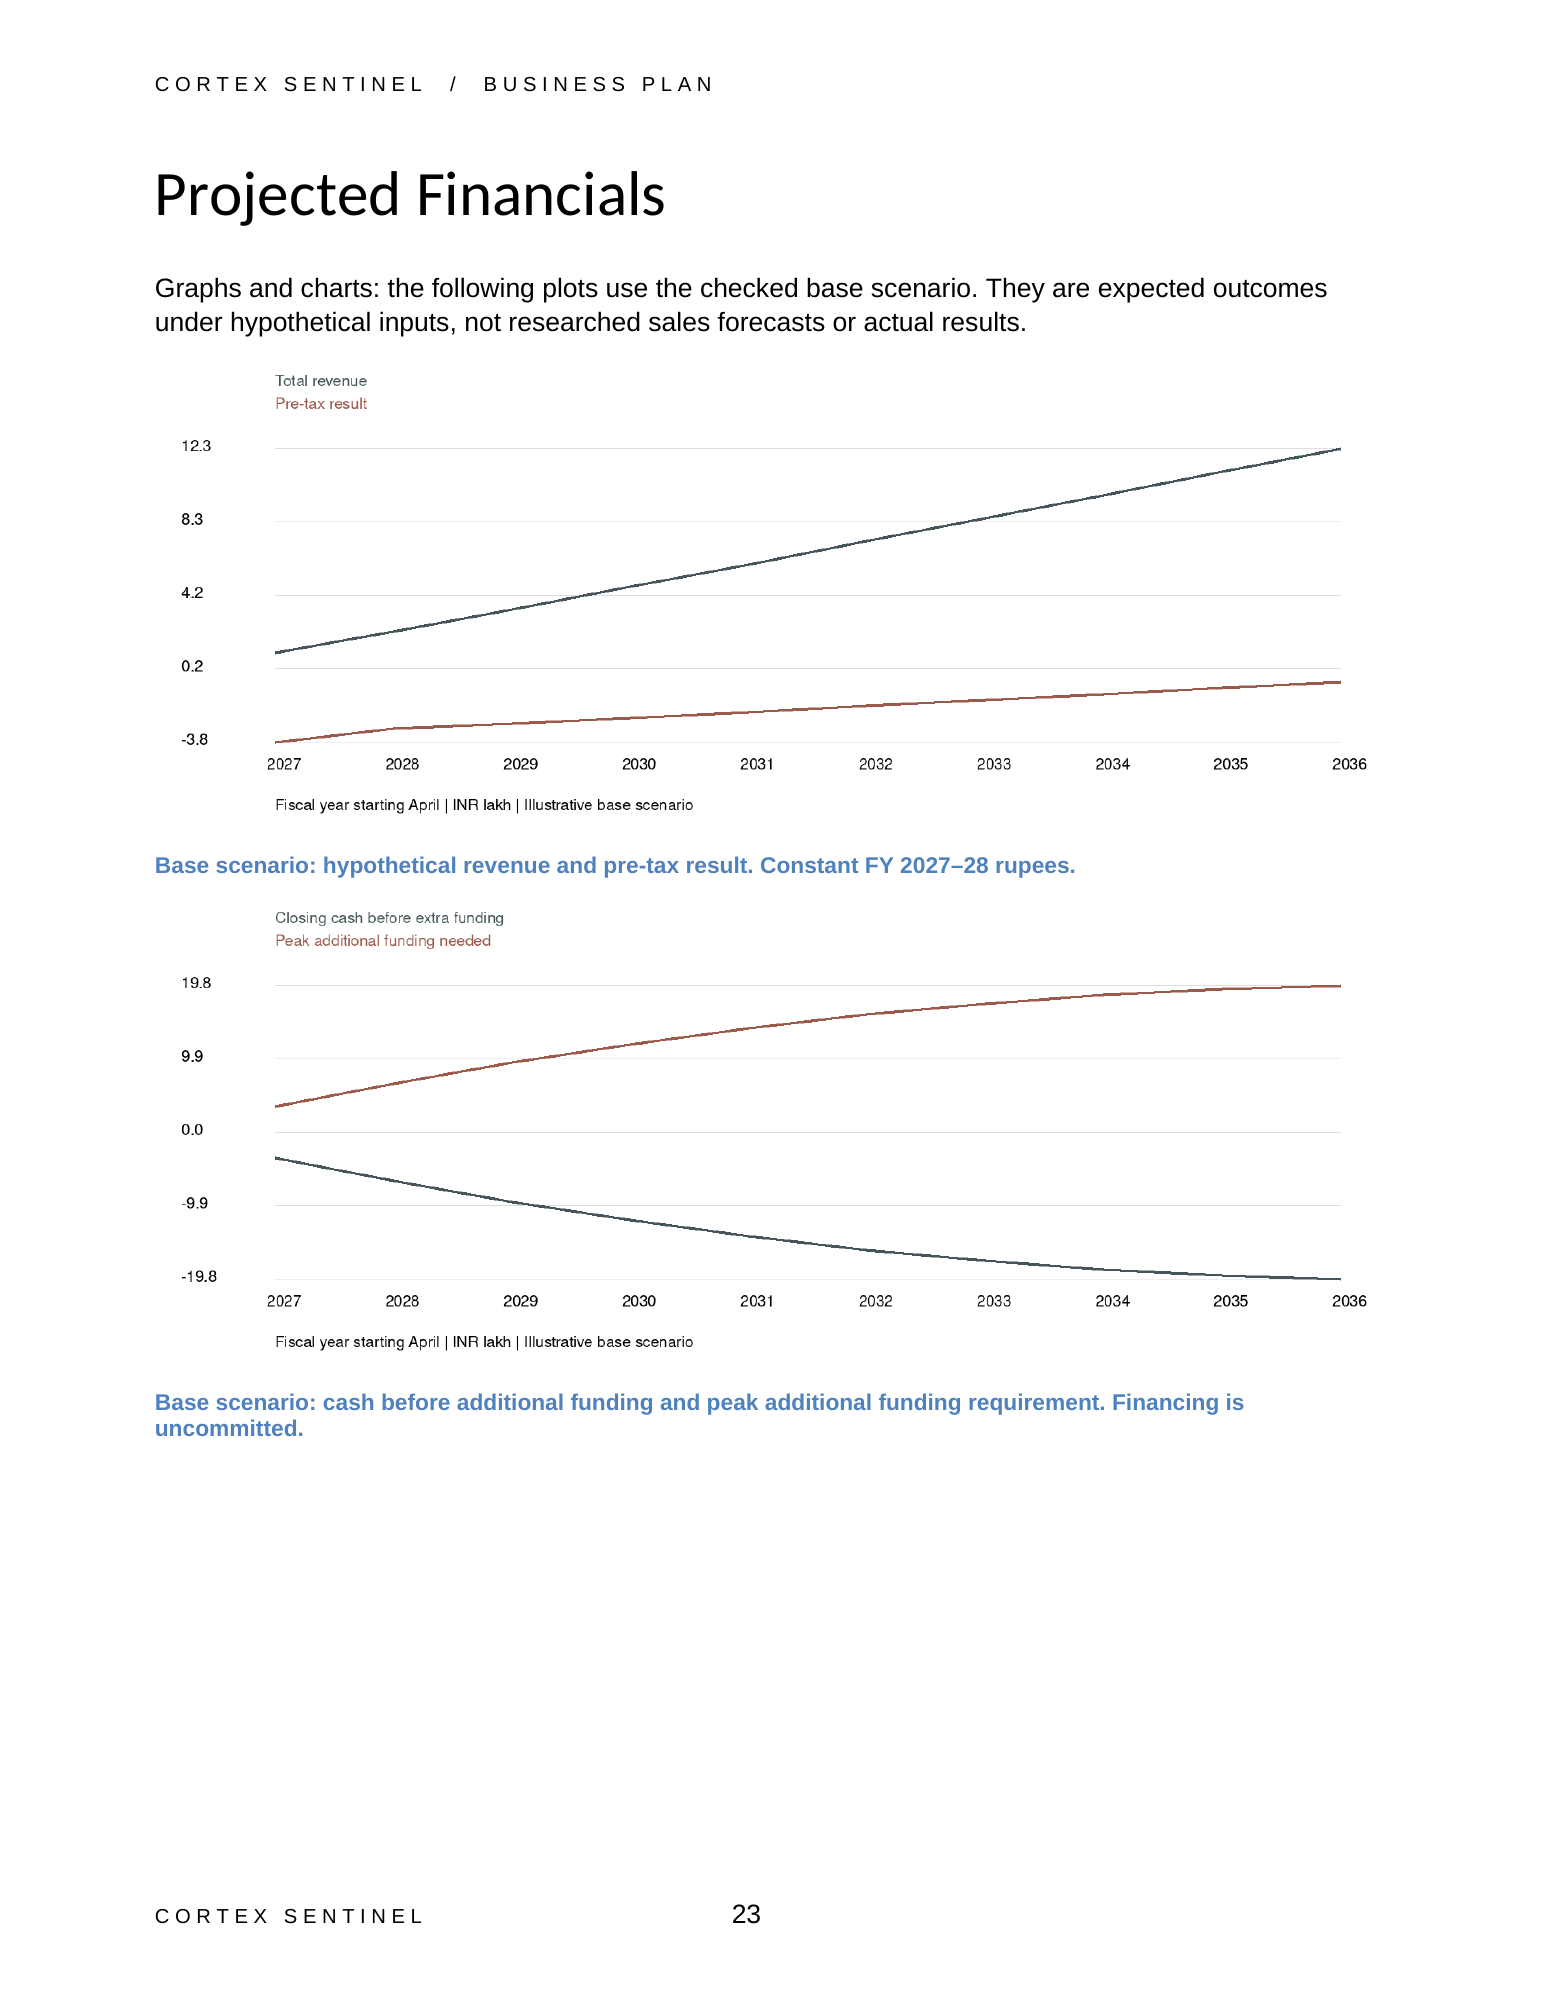 CORTEX SENTINEL / BUSINESS PLAN
Projected Financials
Graphs and charts: the following plots use the checked base scenario. They are expected outcomes
under hypothetical inputs, not researched sales forecasts or actual results.
Total revenue
Pre-tax result
12.3
8.3
4.2
0.2
-3.8
2027 2028 2029 2030 2031 2032 2033 2034 2035 2036
Fiscal year starting April | INR lakh | Illustrative base scenario
Base scenario: hypothetical revenue and pre-tax result. Constant FY 2027–28 rupees.
Closing cash before extra funding
Peak additional funding needed
19.8
9.9
0.0
-9.9
-19.8
2027 2028 2029 2030 2031 2032 2033 2034 2035 2036
Fiscal year starting April | INR lakh | Illustrative base scenario
Base scenario: cash before additional funding and peak additional funding requirement. Financing is
uncommitted.
CORTEX SENTINEL 23